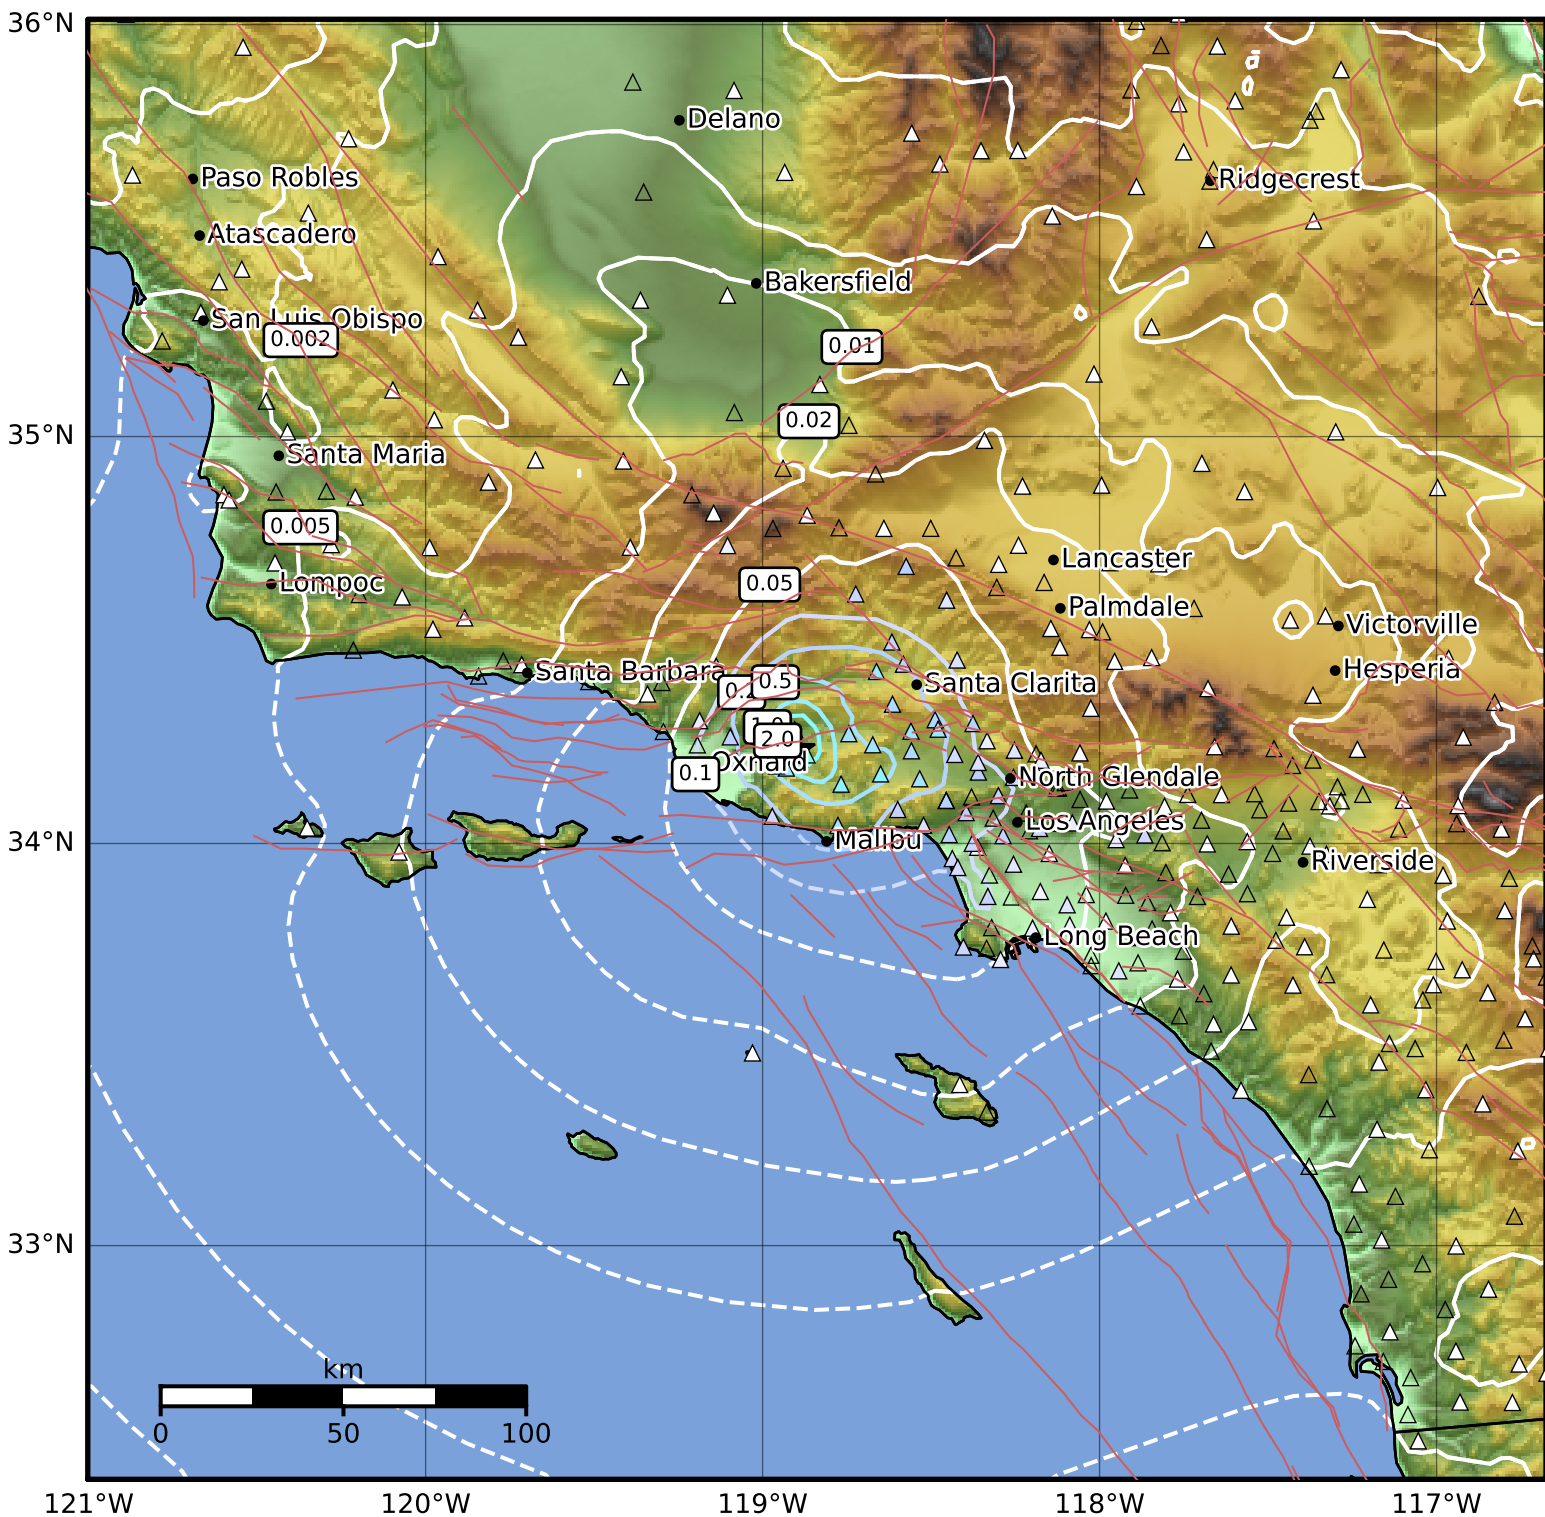 36°N
Delano
Paso Robles
Ridgecrest
Atascadero
Bakersfield
San Luis Obispo
0.002
0.01
0.02
35°N
Santa Maria
0.005
Lancaster
Lompoc
0.05
Palmdale
Victorville
Santa Barbara
Hesperia
0.5
Santa Clarita
2.0
Oxnard
0.1
North Glendale
Los Angeles
34°N
Malibu
Riverside
Long Beach
33°N
km
0 50 100
121°W 120°W 119°W 118°W 117°W